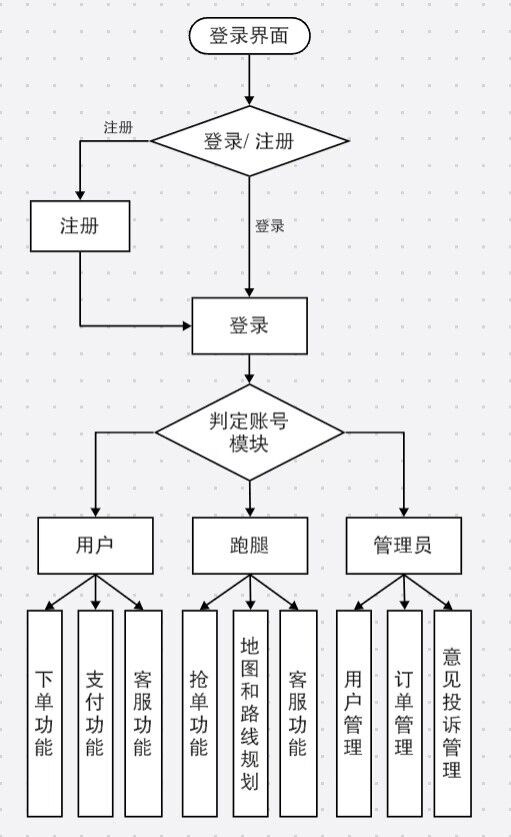 登录界面
登录/ 注册
注册
登录
注册
登录
判定账号
模块
用户
跑腿
管理员
下单功能
支付功能
客服功能
抢单功能
地图和路线规划
客服功能
用户管理
订单管理
意见投诉管理